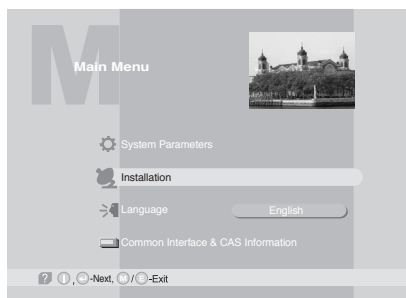 M
Main Menu
System Parameters
Installation
Language English
Common Interface & CAS Information
? , -Next, M / E -Exit